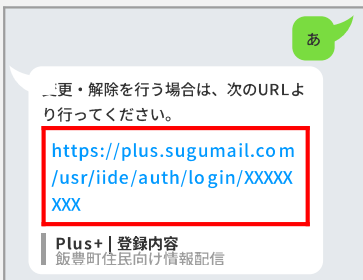 あ
変更・解除を行う場合は、次のURLよ
り行ってください。
https://plus.sugumail.com
/usr/iide/auth/login/XXXXX
XXX
Plus+ | 登録内容
飯豊町住民向け情報配信